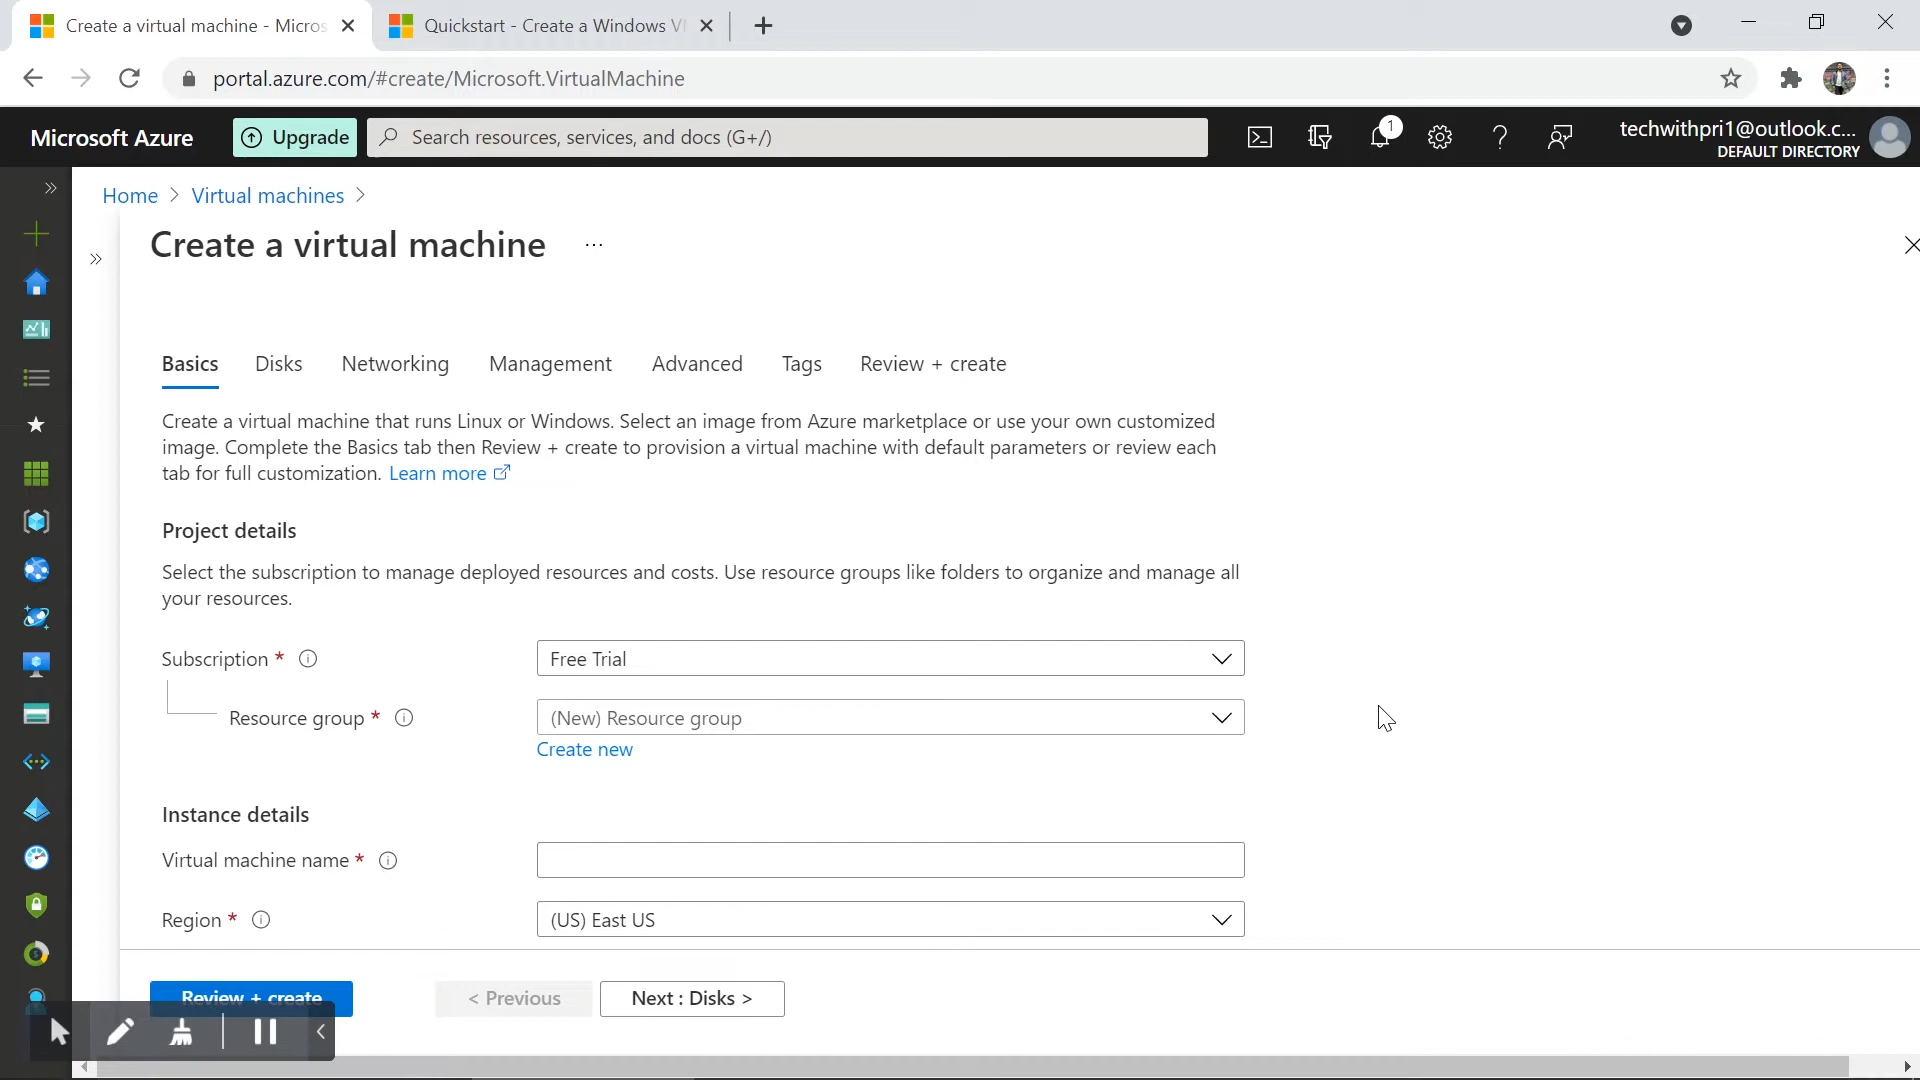 Create a virtual machine - Micros
Quickstart - Create a Windows V
portal.azure.com/#create/Microsoft.VirtualMachine
Microsoft Azure
Upgrade
Search resources, services, and docs (G+/)
1
techwithpri1@outlook.c...
DEFAULT DIRECTORY
Home > Virtual machines >
Create a virtual machine ...
Basics Disks Networking Management Advanced Tags Review + create
Create a virtual machine that runs Linux or Windows. Select an image from Azure marketplace or use your own customized
image. Complete the Basics tab then Review + create to provision a virtual machine with default parameters or review each
tab for full customization. Learn more
Project details
Select the subscription to manage deployed resources and costs. Use resource groups like folders to organize and manage all
your resources.
Subscription *
Free Trial
Resource group *
(New) Resource group
Create new
Instance details
Virtual machine name *
Region *
(US) East US
Review + create
< Previous
Next : Disks >